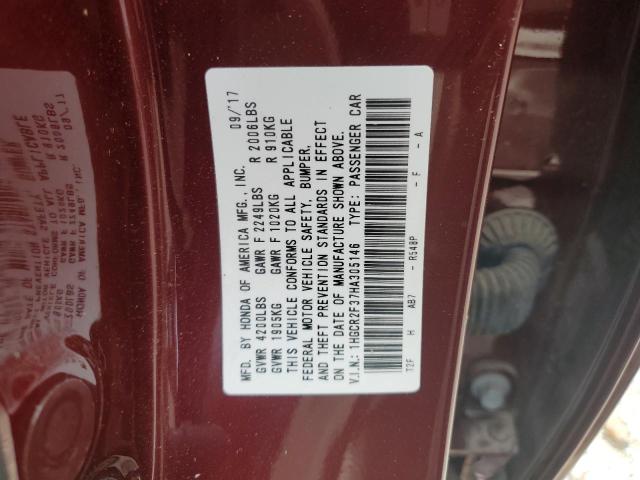 MFD. BY HONDA OF AMERICA MFG., INC. 09/'17
GVWR 4200LBS GAWR F 2249LBS R 2006LBS
GVWR 1905KG GAWR F 1020KG R 910KG
THIS VEHICLE CONFORMS TO ALL APPLICABLE
FEDERAL MOTOR VEHICLE SAFETY, BUMPER,
AND THEFT PREVENTION STANDARDS IN EFFECT
ON THE DATE OF MANUFACTURE SHOWN ABOVE.
V.I.N.: 1HGCR2F37HA305146 TYPE: PASSENGER CAR
T2F H AB7 - R548P - F - A